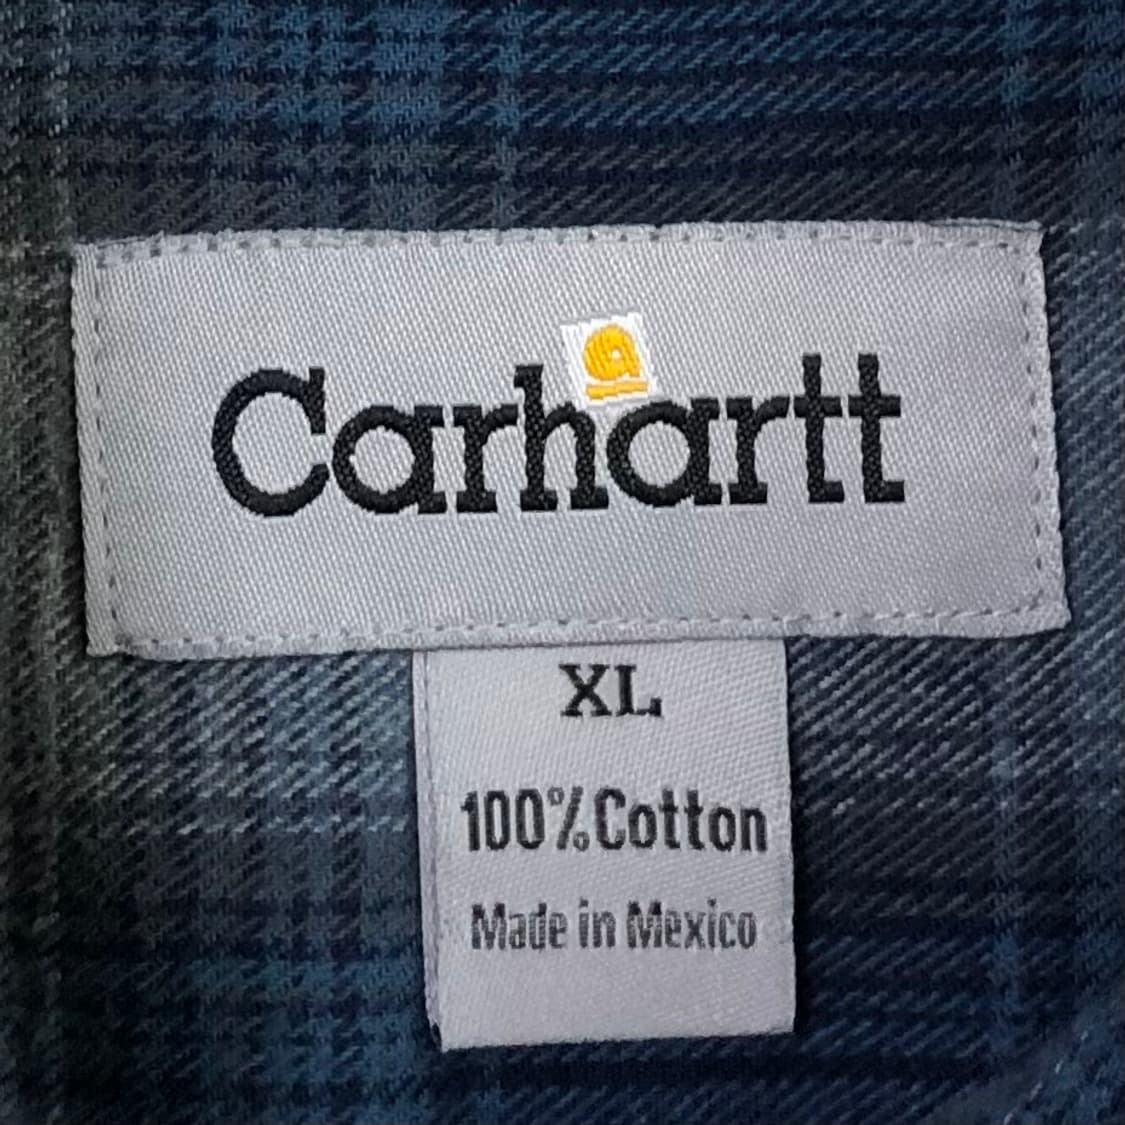 Carhartt
XL
100% Cotton
Made in Mexico